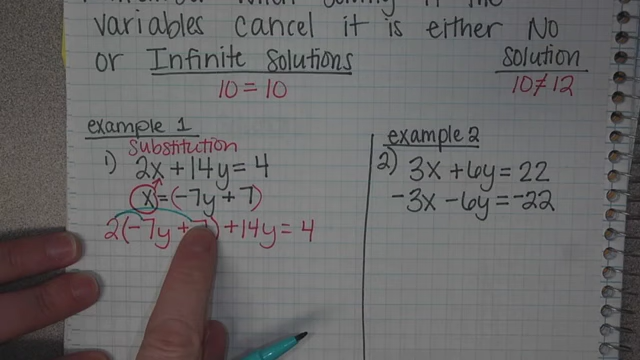 variables cancel it is either No
or Infinite Solutions
solution
10 = 10
10 ≠ 12
example 1
Substitution
1) 2x + 14y = 4
x = (-7y + 7)
2(-7y + 7) + 14y = 4
example 2
2) 3x + 6y = 22
-3x - 6y = -22